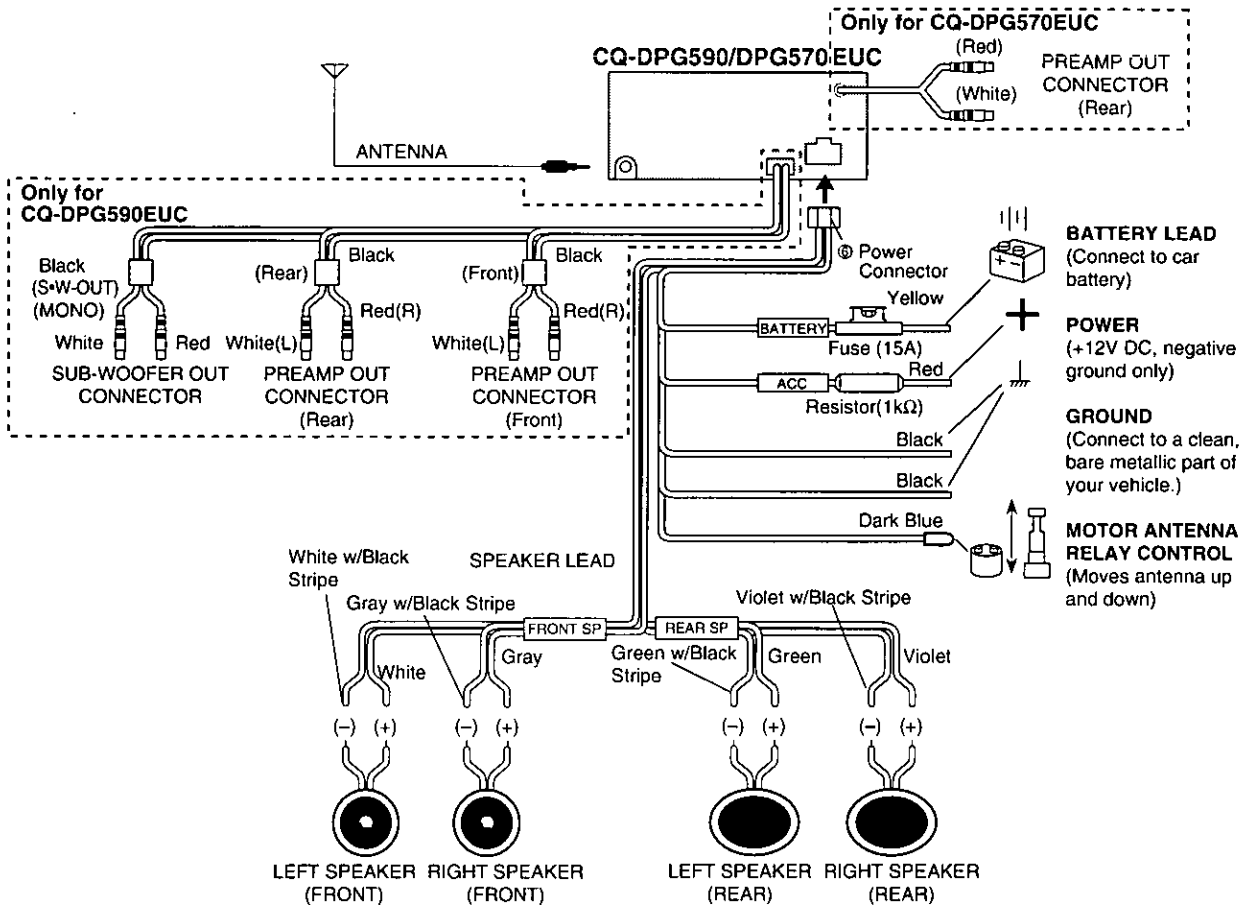 Only for CQ-DPG570EUC
CQ-DPG590/DPG570 EUC
(Red)
(White)
PREAMP OUT
CONNECTOR
(Rear)
ANTENNA
Only for
CQ-DPG590EUC
Black
(S•W-OUT)
(MONO)
White
Red
SUB-WOOFER OUT
CONNECTOR
(Rear)
Black
White(L)
Red(R)
PREAMP OUT
CONNECTOR
(Rear)
(Front)
Black
White(L)
Red(R)
PREAMP OUT
CONNECTOR
(Front)
⑥ Power
Connector
Yellow
BATTERY
Fuse (15A)
Red
ACC
Resistor(1kΩ)
Black
Black
Dark Blue
+ -
BATTERY LEAD
(Connect to car
battery)
POWER
(+12V DC, negative
ground only)
GROUND
(Connect to a clean,
bare metallic part of
your vehicle.)
MOTOR ANTENNA
RELAY CONTROL
(Moves antenna up
and down)
SPEAKER LEAD
White w/Black
Stripe
Gray w/Black Stripe
FRONT SP
White
Gray
REAR SP
Violet w/Black Stripe
Green w/Black
Stripe
Green
Violet
(−) (+)
(−) (+)
(−) (+)
(−) (+)
LEFT SPEAKER
(FRONT)
RIGHT SPEAKER
(FRONT)
LEFT SPEAKER
(REAR)
RIGHT SPEAKER
(REAR)